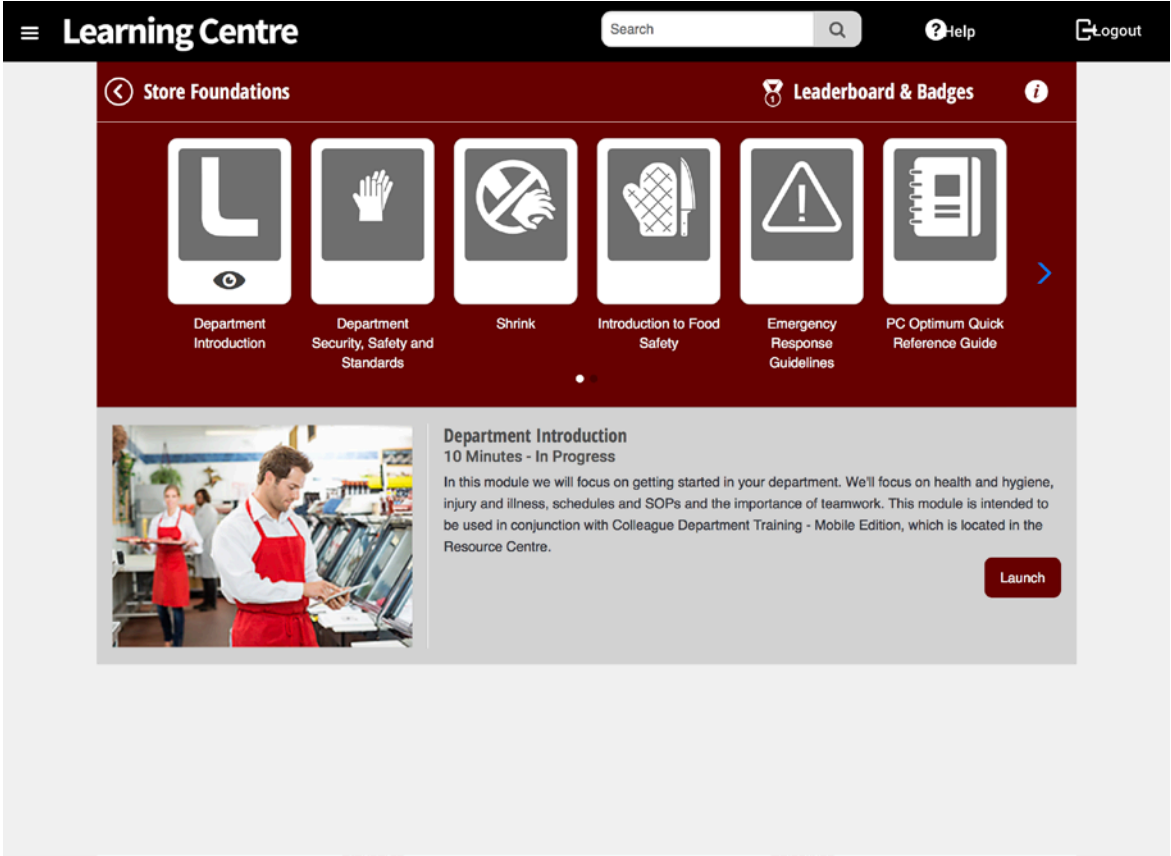 Learning Centre
Search
Help
Logout
Store Foundations
Leaderboard & Badges
Department
Introduction
Department
Security, Safety and
Standards
Shrink
Introduction to Food
Safety
Emergency
Response
Guidelines
PC Optimum Quick
Reference Guide
Department Introduction
10 Minutes - In Progress
In this module we will focus on getting started in your department. We'll focus on health and hygiene,
injury and illness, schedules and SOPs and the importance of teamwork. This module is intended to
be used in conjunction with Colleague Department Training - Mobile Edition, which is located in the
Resource Centre.
Launch